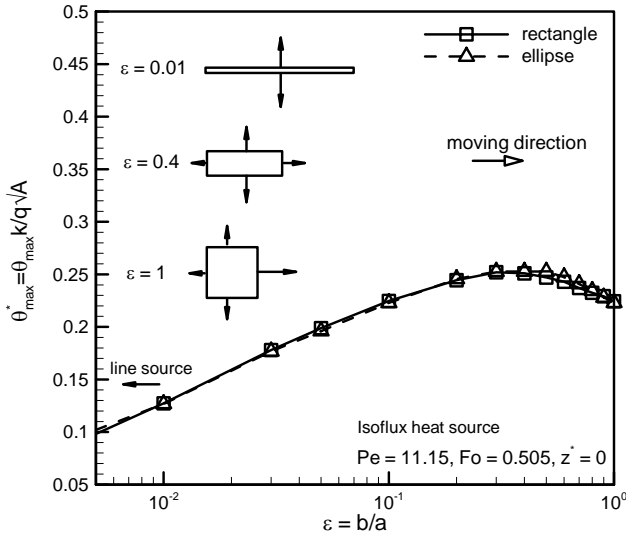 0.5
0.45
0.4
0.35
0.3
0.25
0.2
0.15
0.1
0.05
θ*max=θmaxk/q√A
rectangle
ellipse
ε = 0.01
moving direction
ε = 0.4
ε = 1
line source
Isoflux heat source
Pe = 11.15, Fo = 0.505, z* = 0
10⁻² 10⁻¹ 10⁰
ε = b/a